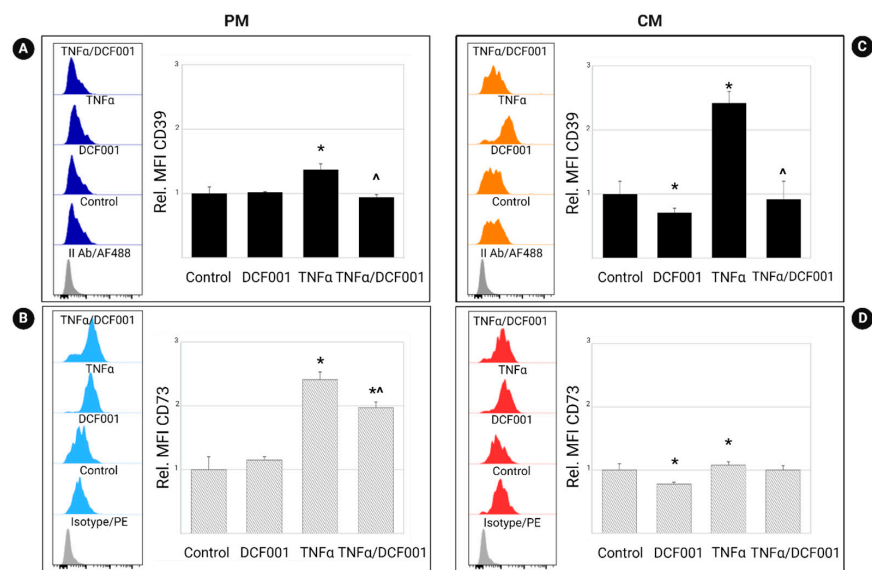 PM
CM
A
TNFα/DCF001
TNFα
DCF001
Control
II Ab/AF488
Rel. MFI CD39
3
2
1
*
^
Control DCF001 TNFα TNFα/DCF001
C
TNFα/DCF001
TNFα
DCF001
Control
II Ab/AF488
Rel. MFI CD39
3
2
1
*
*
^
Control DCF001 TNFα TNFα/DCF001
B
TNFα/DCF001
TNFα
DCF001
Control
Isotype/PE
Rel. MFI CD73
3
2
1
*
*^
Control DCF001 TNFα TNFα/DCF001
D
TNFα/DCF001
TNFα
DCF001
Control
Isotype/PE
Rel. MFI CD73
3
2
1
*
*
Control DCF001 TNFα TNFα/DCF001